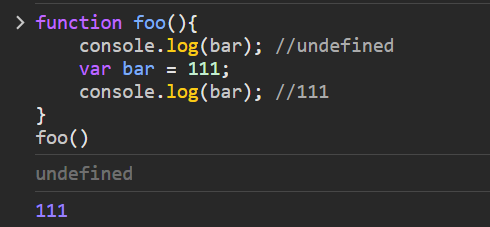 function foo(){
    console.log(bar); //undefined
    var bar = 111;
    console.log(bar); //111
}
foo()
undefined
111